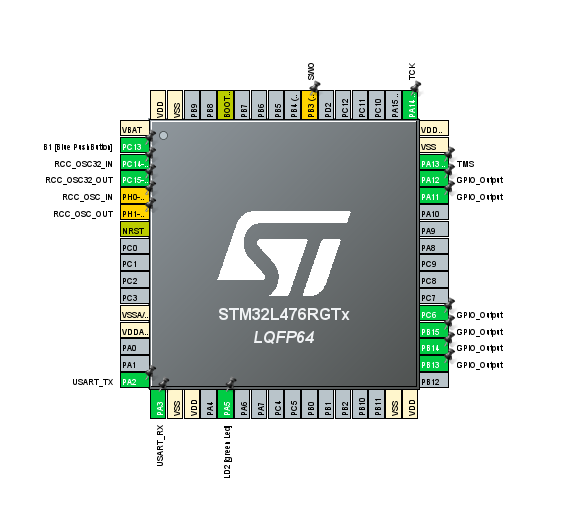 SWO
TCK
VDD
VSS
PB9
PB8
BOOT..
PB7
PB6
PB5
PB4 (..
PB3 (..
PD2
PC12
PC11
PC10
PA15..
PA14..
VBAT
B1 [Blue PushButton] PC13..
RCC_OSC32_IN PC14-..
RCC_OSC32_OUT PC15-..
RCC_OSC_IN PH0-..
RCC_OSC_OUT PH1-..
NRST
PC0
PC1
PC2
PC3
VSSA/..
VDDA..
PA0
PA1
USART_TX PA2
VDD..
VSS
PA13.. TMS
PA12 GPIO_Output
PA11 GPIO_Output
PA10
PA9
PA8
PC9
PC8
PC7
PC6 GPIO_Output
PB15 GPIO_Output
PB14 GPIO_Output
PB13 GPIO_Output
PB12
ST
STM32L476RGTx
LQFP64
PA3
VSS
VDD
PA4
PA5
PA6
PA7
PC4
PC5
PB0
PB1
PB2
PB10
PB11
VSS
VDD
USART_RX
LD2 [green Led]